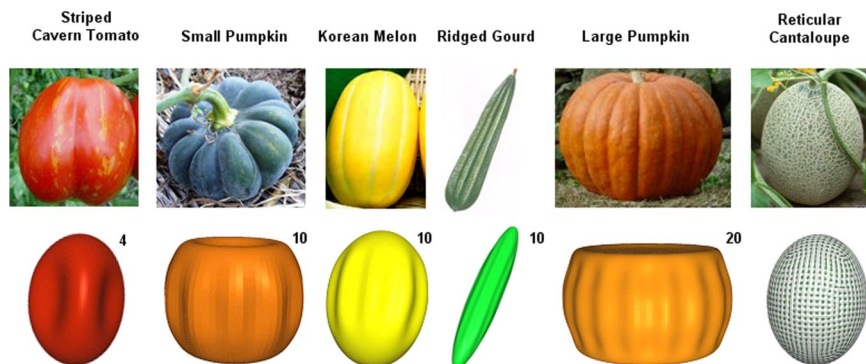 Striped
Cavern Tomato
Small Pumpkin
Korean Melon
Ridged Gourd
Large Pumpkin
Reticular
Cantaloupe
4
10
10
10
20